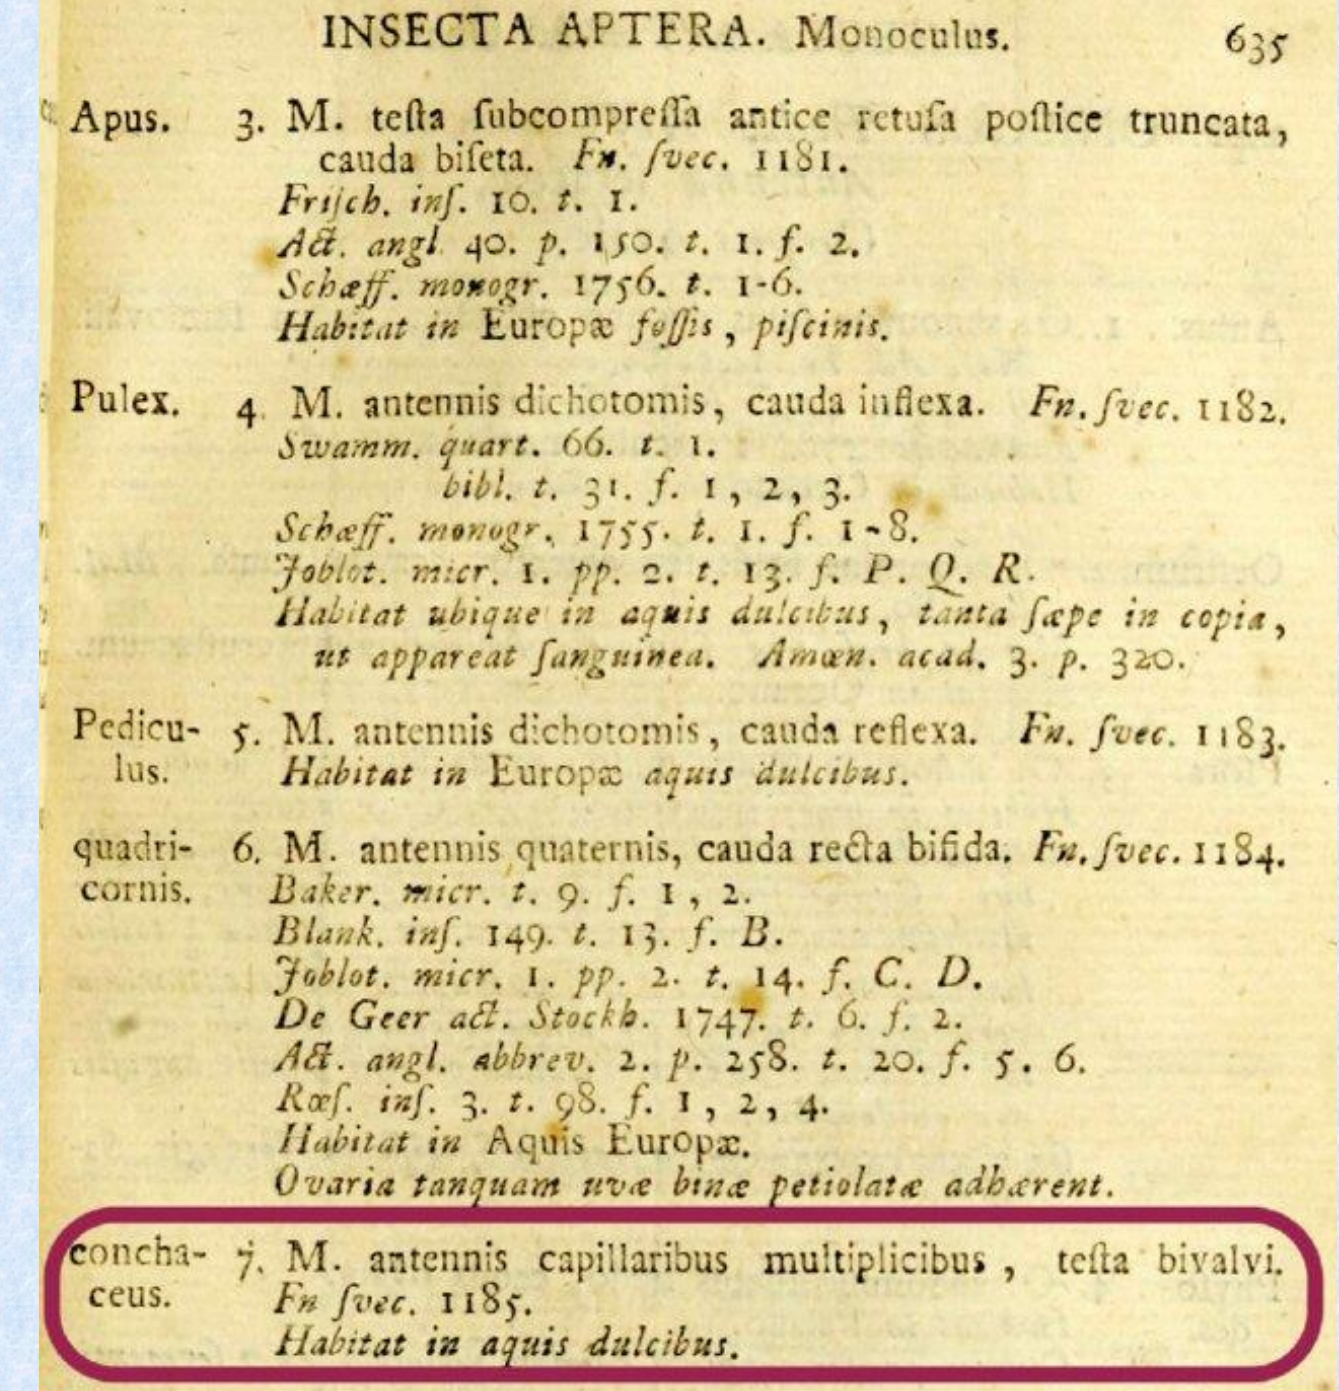 INSECTA APTERA. Monoculus. 635
Apus. 3. M. teſta ſubcompreſſa antice retuſa poſtice truncata,
cauda biſeta. Fn. ſvec. 1181.
Friſch. inſ. 10. t. 1.
Act. angl 40. p. 150. t. 1. f. 2.
Schæff. monogr. 1756. t. 1-6.
Habitat in Europæ foſſis, piſcinis.
Pulex. 4. M. antennis dichotomis, cauda inflexa. Fn. ſvec. 1182.
Swamm. quart. 66. t. 1.
bibl. t. 31. f. 1, 2, 3.
Schæff. monogr. 1755. t. 1. f. 1-8.
Joblot. micr. 1. pp. 2. t. 13. f. P. Q. R.
Habitat ubique in aquis dulcibus, tanta ſæpe in copia,
ut appareat ſanguinea. Amœn. acad. 3. p. 320.
Pedicu- 5. M. antennis dichotomis, cauda reflexa. Fn. ſvec. 1183.
lus. Habitat in Europæ aquis dulcibus.
quadri- 6. M. antennis quaternis, cauda recta bifida. Fn. ſvec. 1184.
cornis. Baker. micr. t. 9. f. 1, 2.
Blank. inſ. 149. t. 13. f. B.
Joblot. micr. 1. pp. 2. t. 14. f. C. D.
De Geer act. Stockh. 1747. t. 6. f. 2.
Act. angl. abbrev. 2. p. 258. t. 20. f. 5. 6.
Rœſ. inſ. 3. t. 98. f. 1, 2, 4.
Habitat in Aquis Europæ.
Ovaria tanquam uvæ binæ petiolatæ adhærent.
concha- 7. M. antennis capillaribus multiplicibus, teſta bivalvi.
ceus. Fn ſvec. 1185.
Habitat in aquis dulcibus.